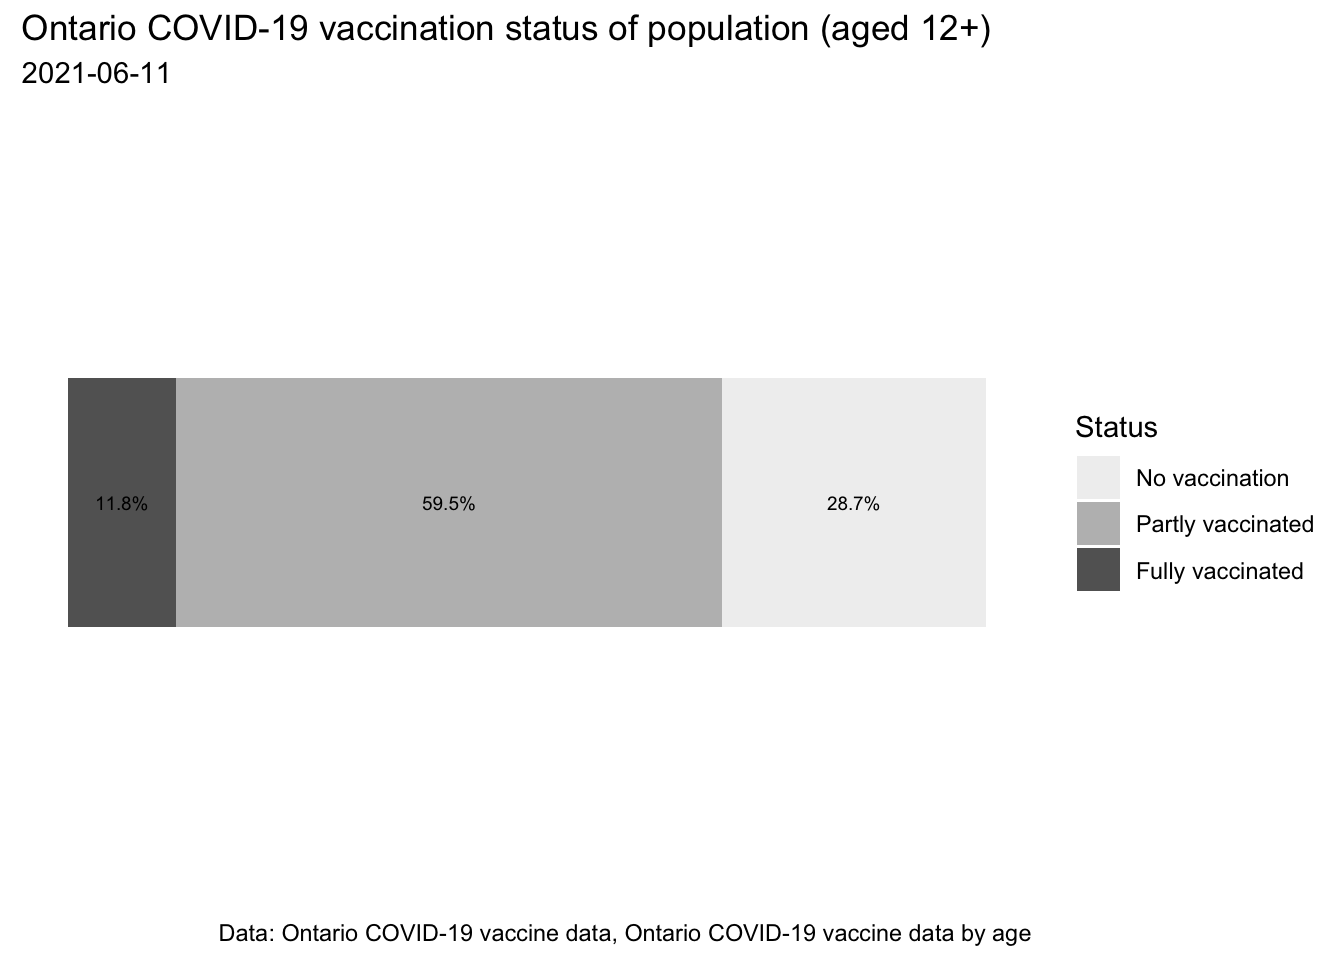 Ontario COVID-19 vaccination status of population (aged 12+)
2021-06-11
11.8%
59.5%
28.7%
Status
No vaccination
Partly vaccinated
Fully vaccinated
Data: Ontario COVID-19 vaccine data, Ontario COVID-19 vaccine data by age